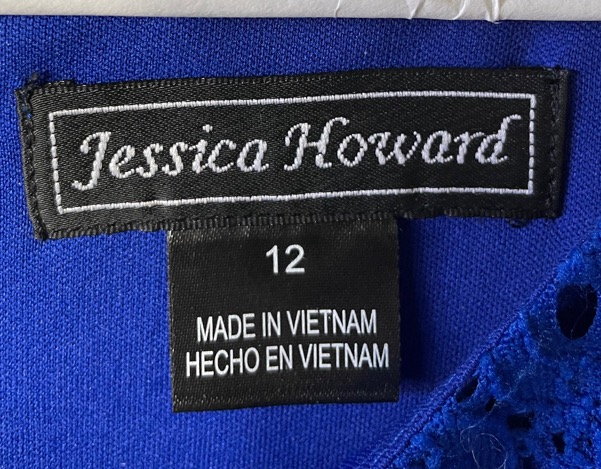 Jessica Howard
12
MADE IN VIETNAM
HECHO EN VIETNAM